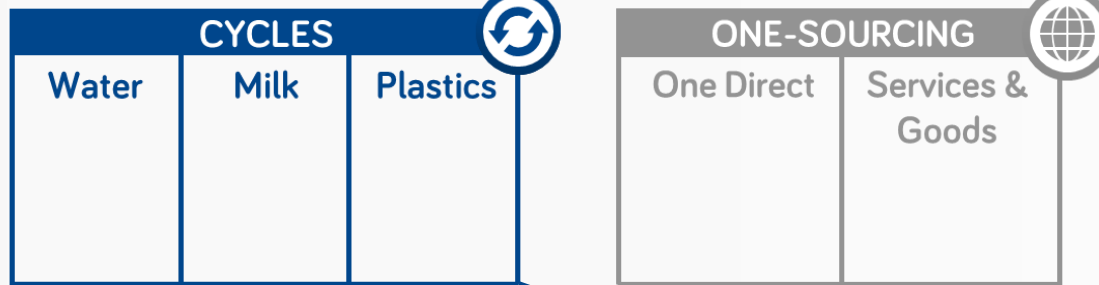 CYCLES
Water
Milk
Plastics
ONE-SOURCING
One Direct
Services &
Goods